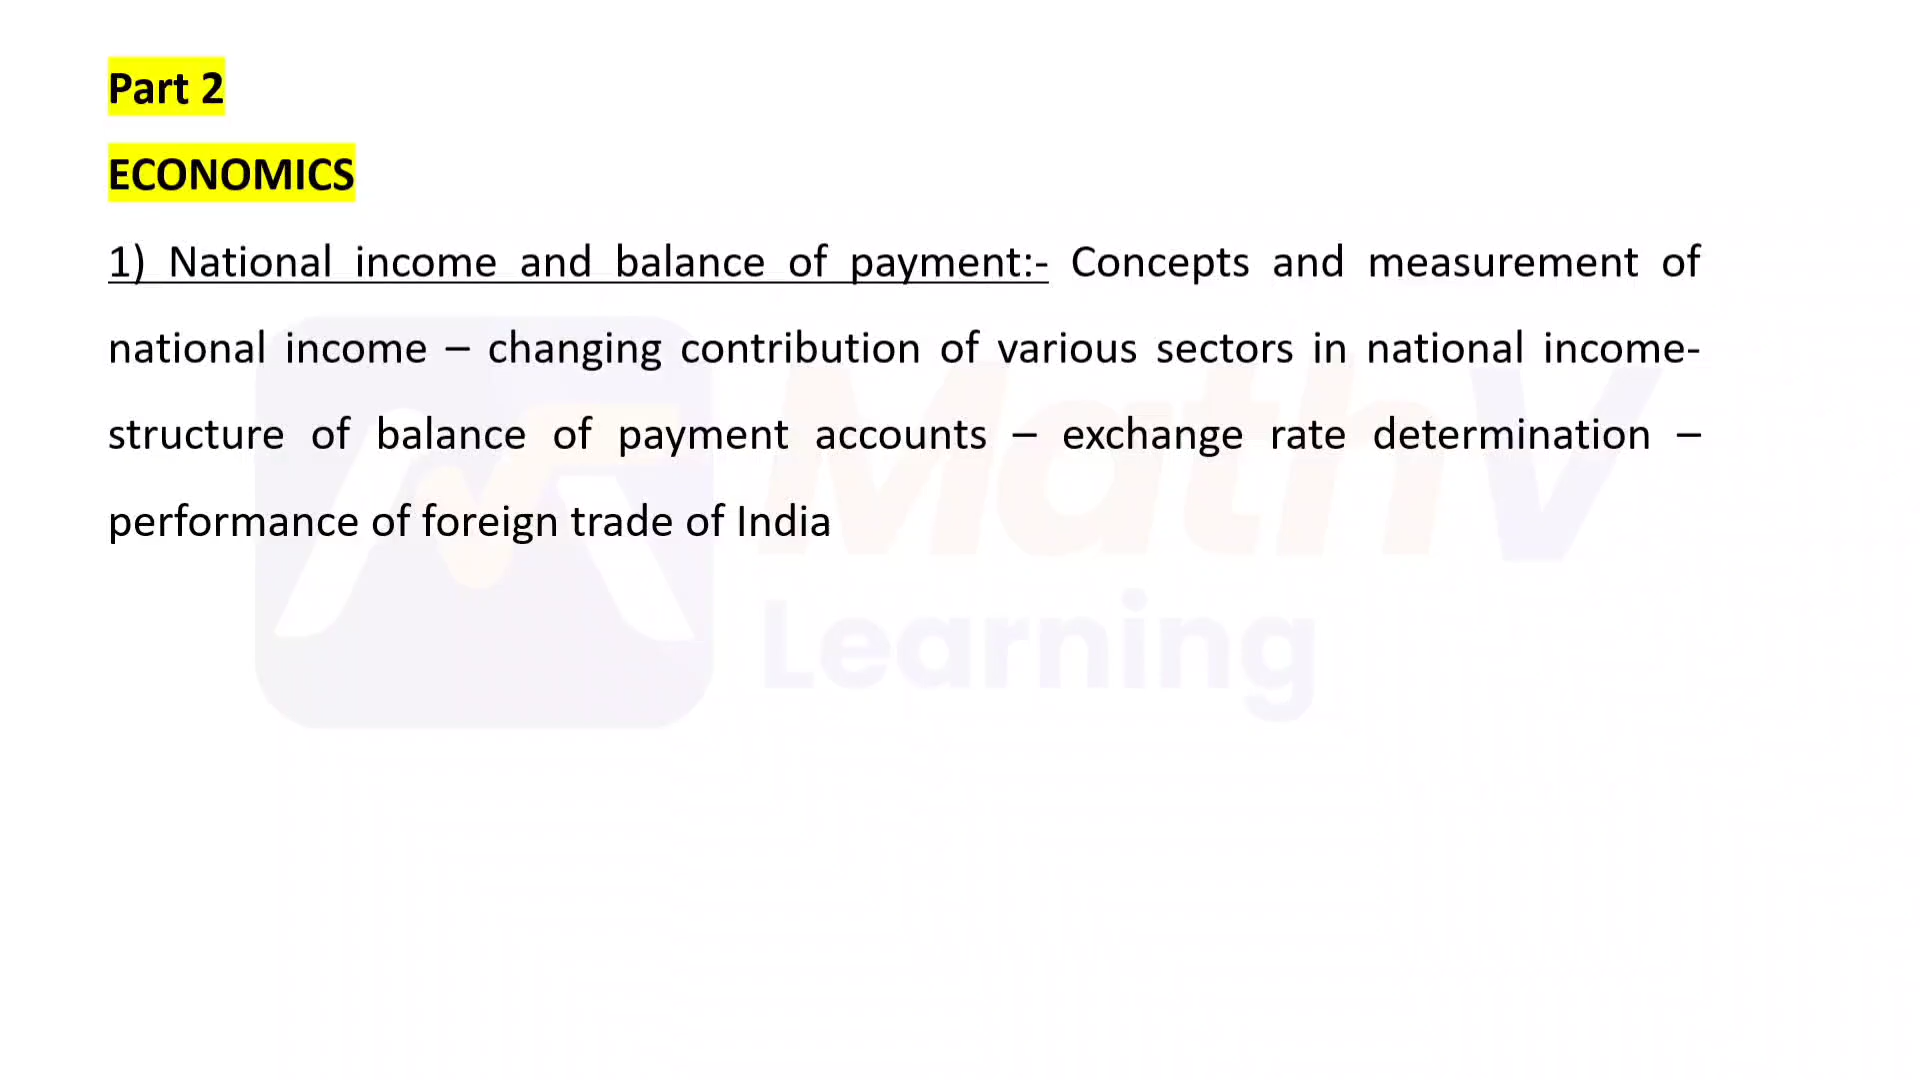 Part 2
ECONOMICS
1) National income and balance of payment:- Concepts and measurement of
national income – changing contribution of various sectors in national income-
structure of balance of payment accounts – exchange rate determination –
performance of foreign trade of India
MathV
Learning